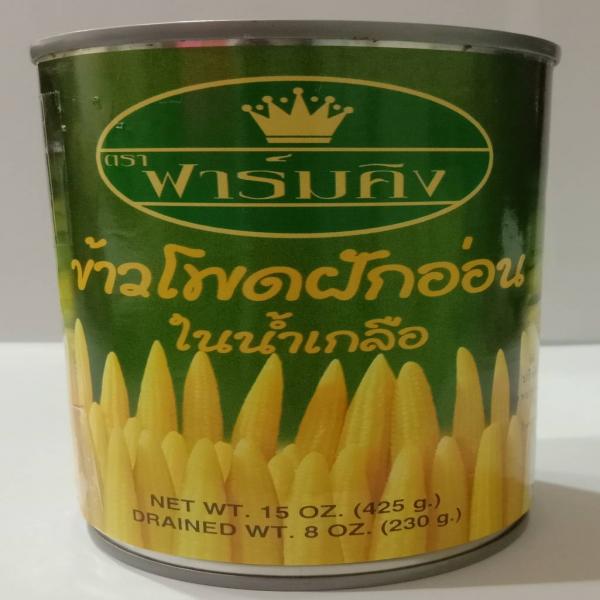 ตรา
ฟาร์มคิง
ข้าวโพดฝักอ่อน
ในน้ำเกลือ
NET WT. 15 OZ. (425 g.)
DRAINED WT. 8 OZ. (230 g.)